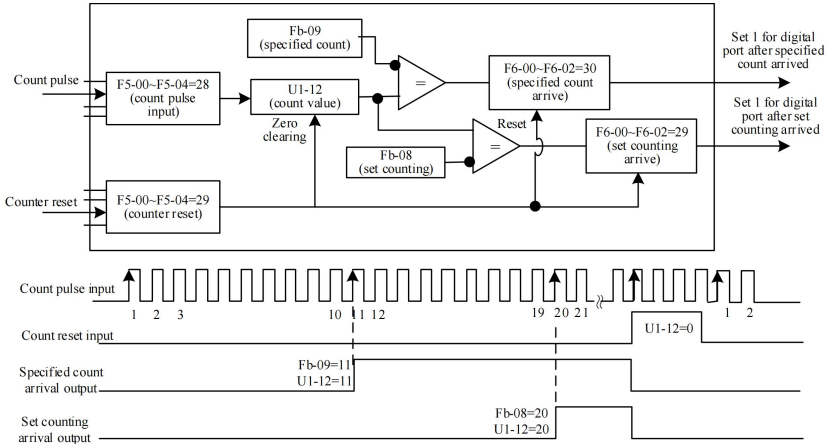 Fb-09
(specified count)
Set 1 for digital
port after specified
count arrived
Count pulse
F5-00~F5-04=28
(count pulse
input)
U1-12
(count value)
=
F6-00~F6-02=30
(specified count
arrive)
Zero
clearing
Reset
Set 1 for digital
port after set
counting arrived
Fb-08
(set counting)
=
F6-00~F6-02=29
(set counting
arrive)
Counter reset
F5-00~F5-04=29
(counter reset)
Count pulse input
1 2 3 10 11 12 19 20 21 1 2
Count reset input
U1-12=0
Specified count
arrival output
Fb-09=11
U1-12=11
Set counting
arrival output
Fb-08=20
U1-12=20